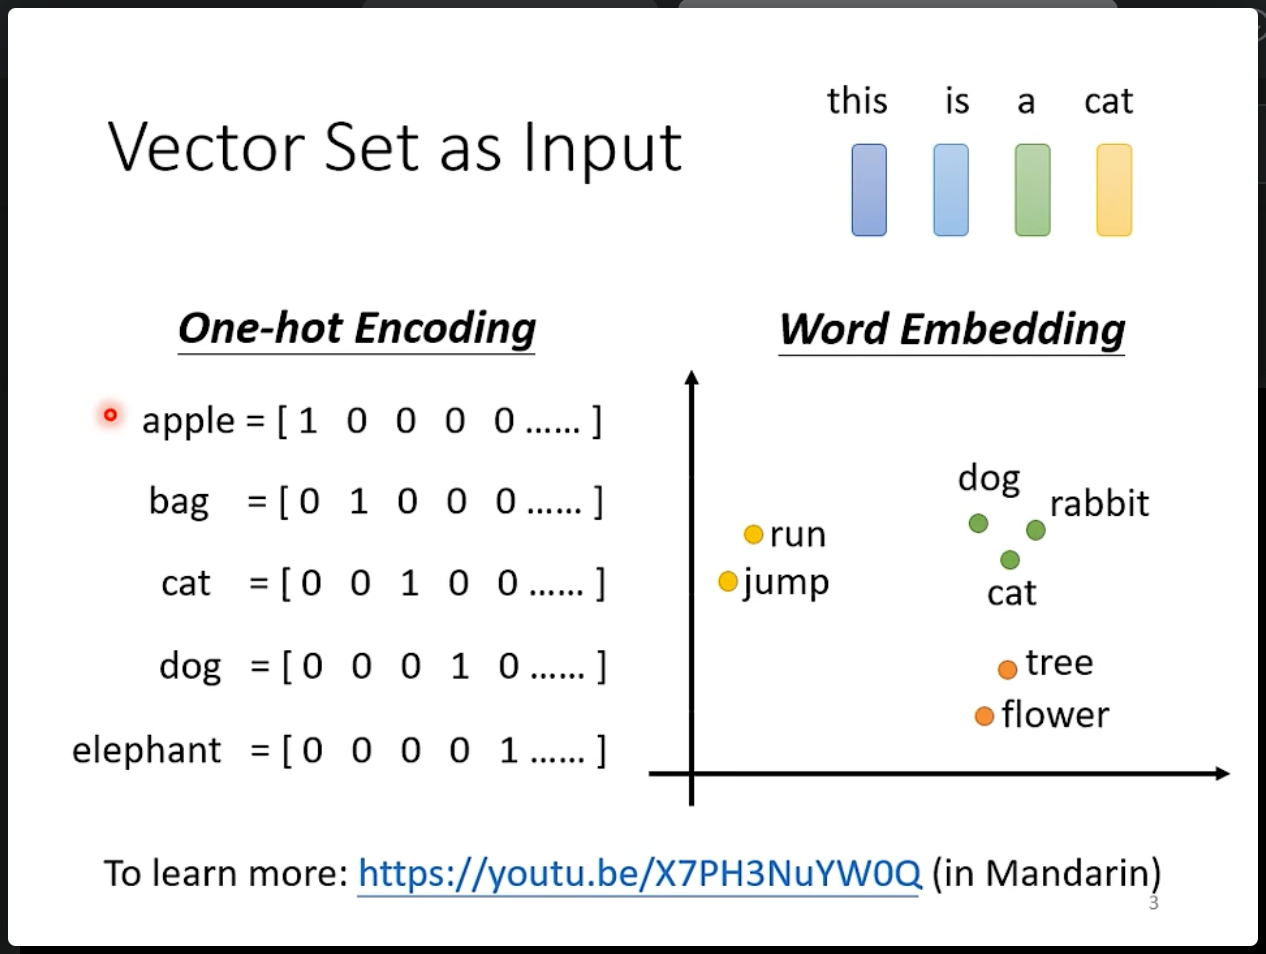 this is a cat
Vector Set as Input
One-hot Encoding
apple = [ 1 0 0 0 0 ...... ]
bag = [ 0 1 0 0 0 ...... ]
cat = [ 0 0 1 0 0 ...... ]
dog = [ 0 0 0 1 0 ...... ]
elephant = [ 0 0 0 0 1 ...... ]
Word Embedding
dog
rabbit
run
jump
cat
tree
flower
To learn more: https://youtu.be/X7PH3NuYW0Q (in Mandarin)
3